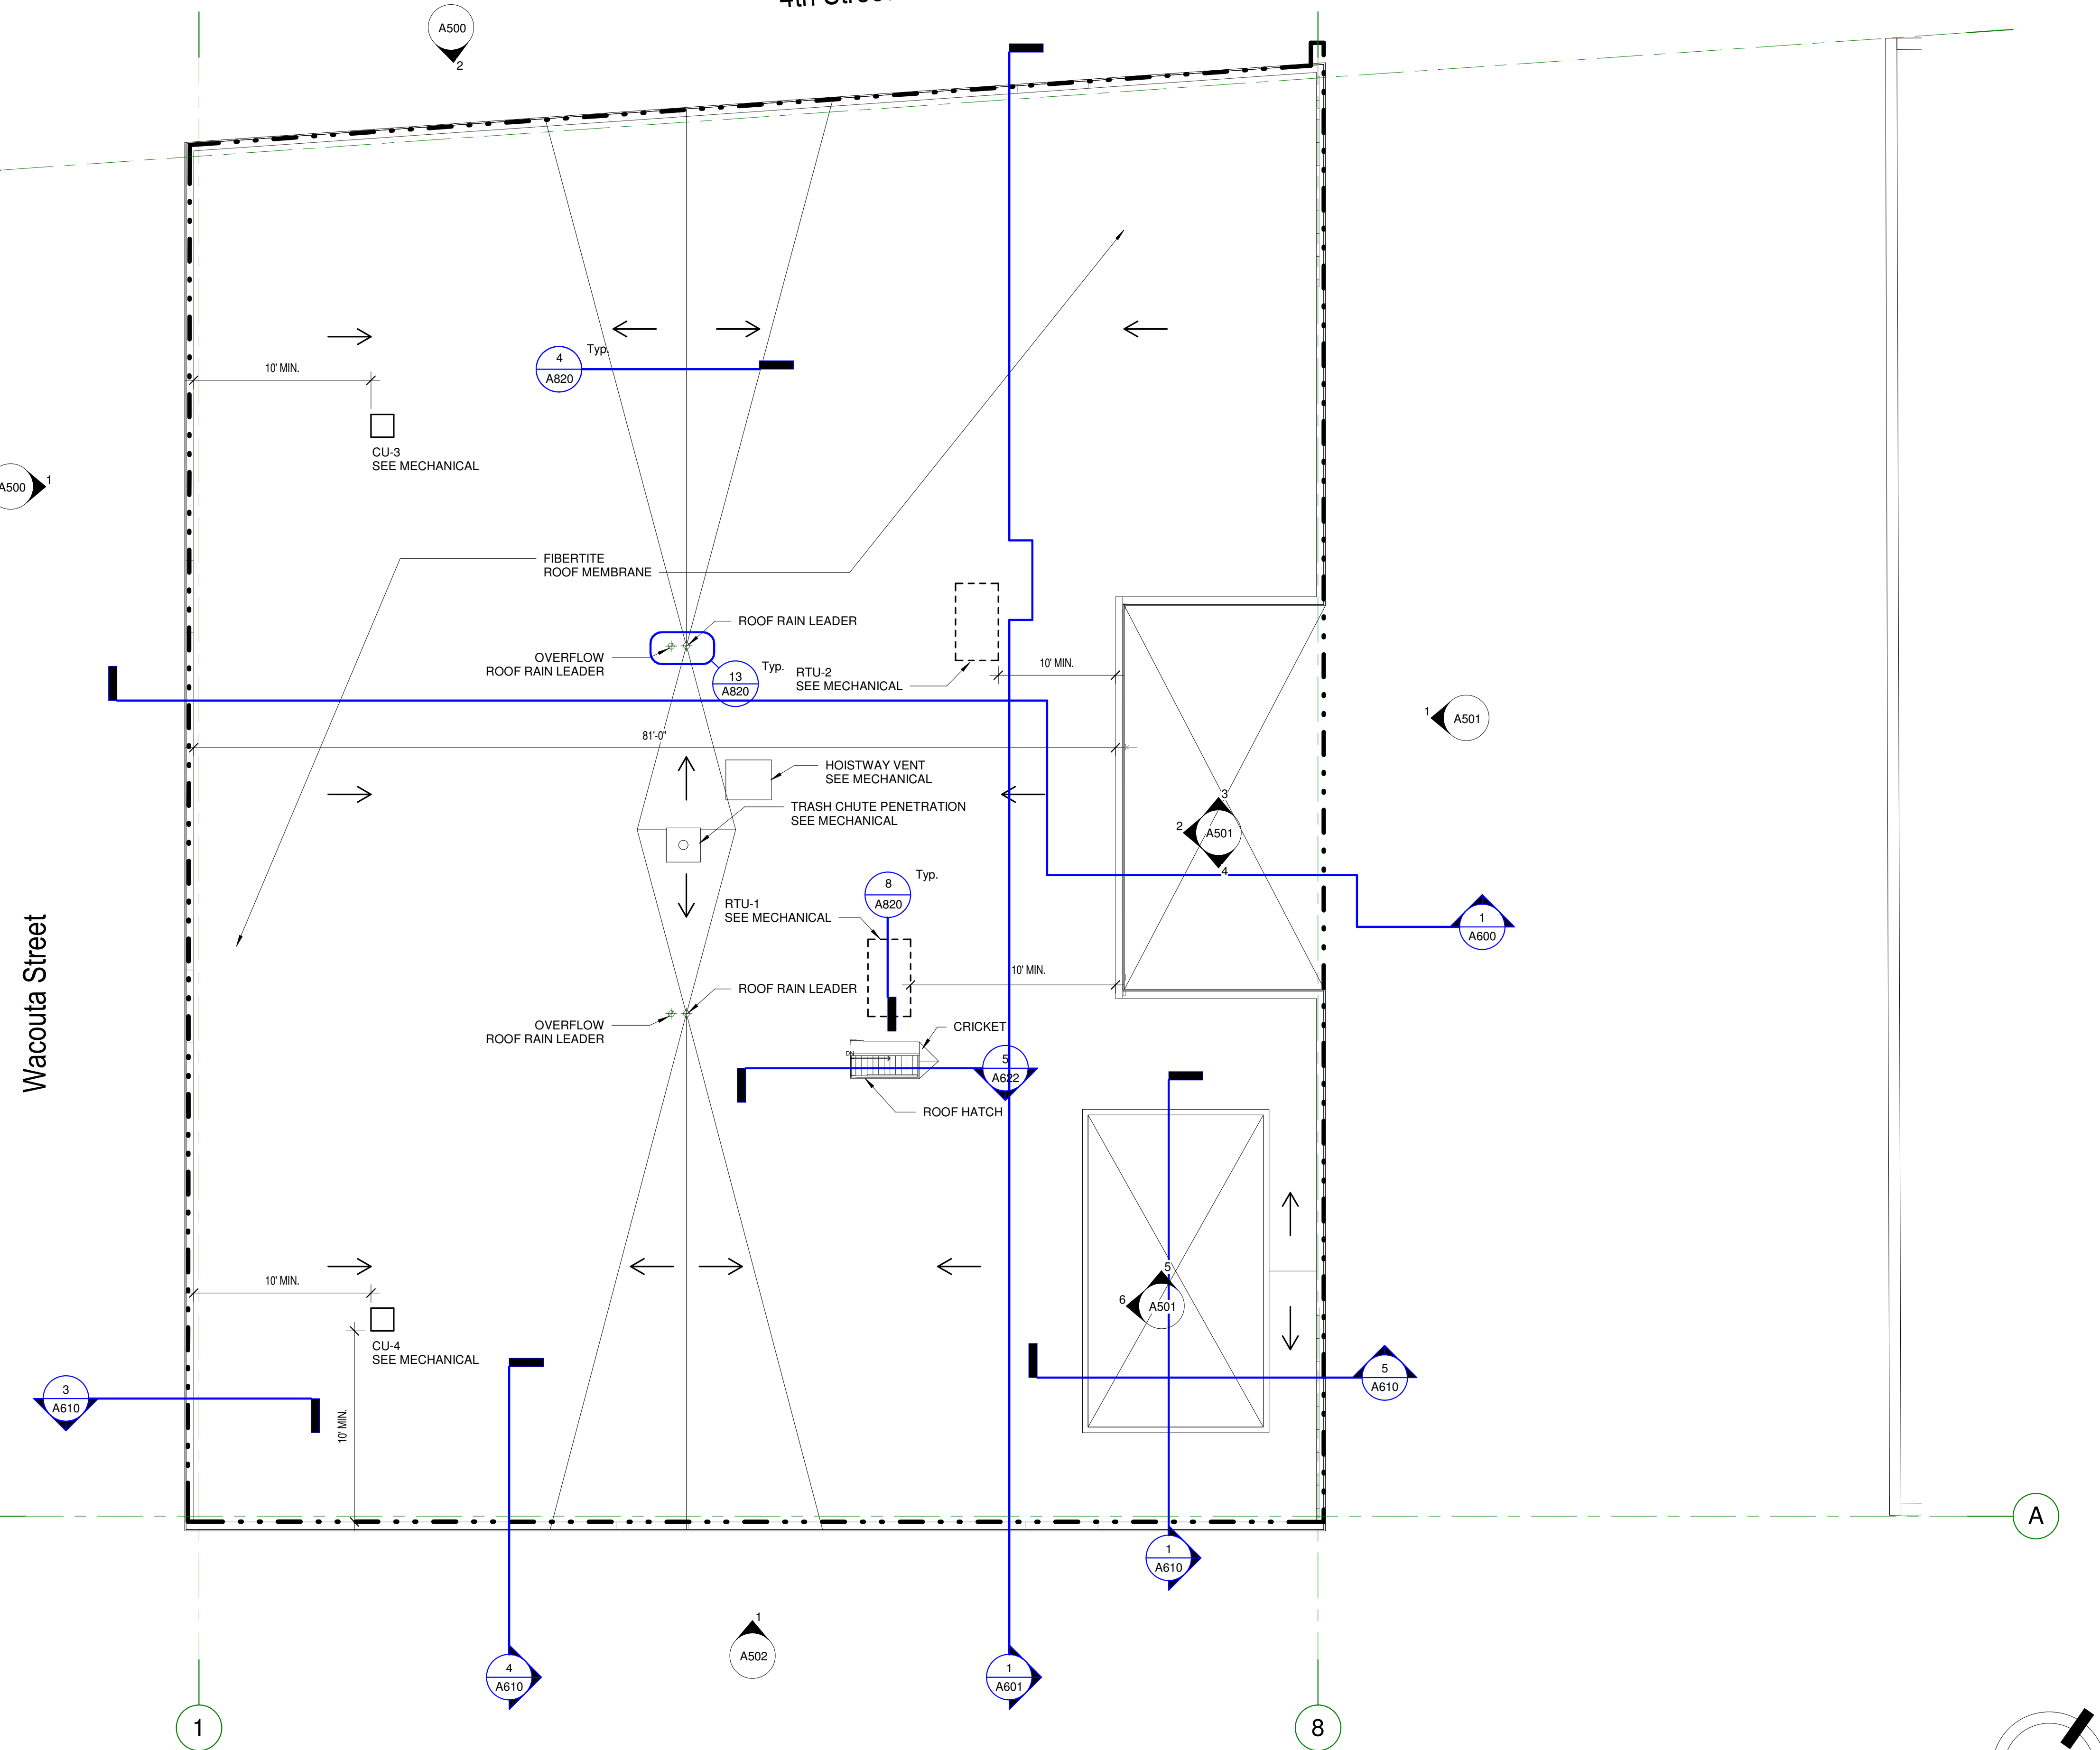 4th Street
A500
2
10' MIN.
4
A820
Typ.
CU-3
SEE MECHANICAL
A500
1
FIBERTITE
ROOF MEMBRANE
ROOF RAIN LEADER
OVERFLOW
ROOF RAIN LEADER
13
A820
Typ.
RTU-2
SEE MECHANICAL
10' MIN.
1
A501
81'-0"
HOISTWAY VENT
SEE MECHANICAL
TRASH CHUTE PENETRATION
SEE MECHANICAL
3
2
A501
4
8
A820
Typ.
RTU-1
SEE MECHANICAL
1
A600
Wacouta Street
10' MIN.
ROOF RAIN LEADER
OVERFLOW
ROOF RAIN LEADER
CRICKET
DN
5
A622
ROOF HATCH
10' MIN.
5
6
A501
CU-4
SEE MECHANICAL
10' MIN.
3
A610
5
A610
A
1
A610
1
A502
4
A610
1
A601
1
8